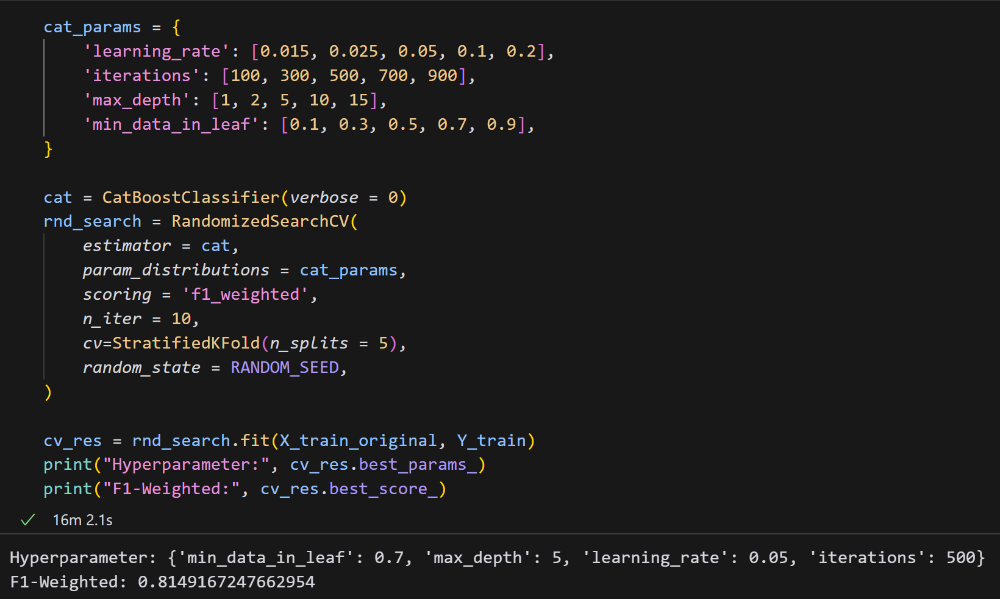 cat_params = {
    'learning_rate': [0.015, 0.025, 0.05, 0.1, 0.2],
    'iterations': [100, 300, 500, 700, 900],
    'max_depth': [1, 2, 5, 10, 15],
    'min_data_in_leaf': [0.1, 0.3, 0.5, 0.7, 0.9],
}
cat = CatBoostClassifier(verbose = 0)
rnd_search = RandomizedSearchCV(
    estimator = cat,
    param_distributions = cat_params,
    scoring = 'f1_weighted',
    n_iter = 10,
    cv=StratifiedKFold(n_splits = 5),
    random_state = RANDOM_SEED,
)
cv_res = rnd_search.fit(X_train_original, Y_train)
print("Hyperparameter:", cv_res.best_params_)
print("F1-Weighted:", cv_res.best_score_)
16m 2.1s
Hyperparameter: {'min_data_in_leaf': 0.7, 'max_depth': 5, 'learning_rate': 0.05, 'iterations': 500}
F1-Weighted: 0.8149167247662954